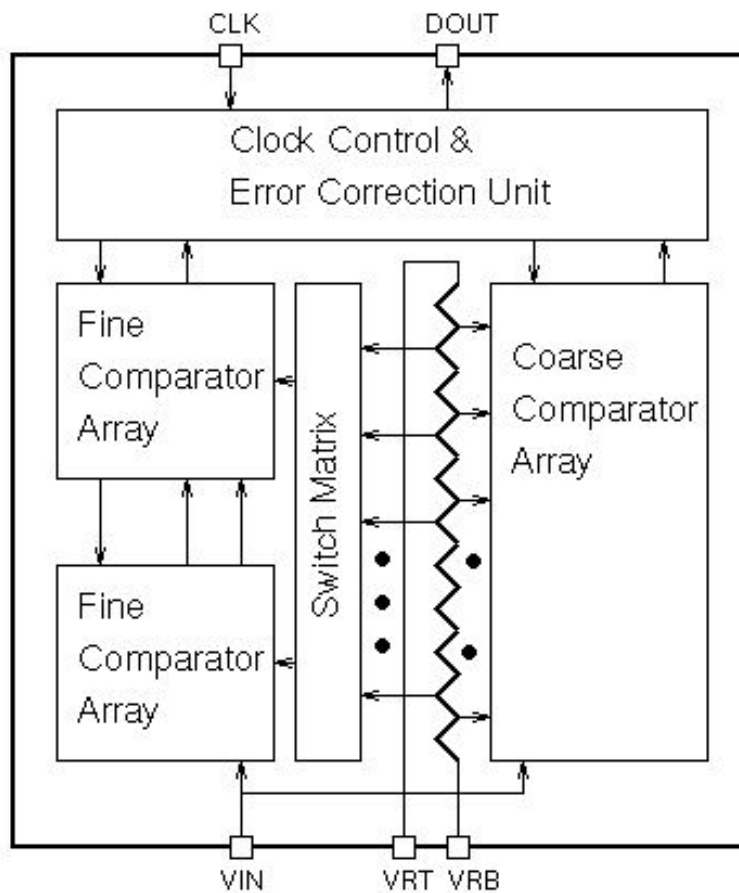 CLK
DOUT
Clock Control &
Error Correction Unit
Fine
Comparator
Array
Switch Matrix
Coarse
Comparator
Array
Fine
Comparator
Array
VIN
VRT
VRB